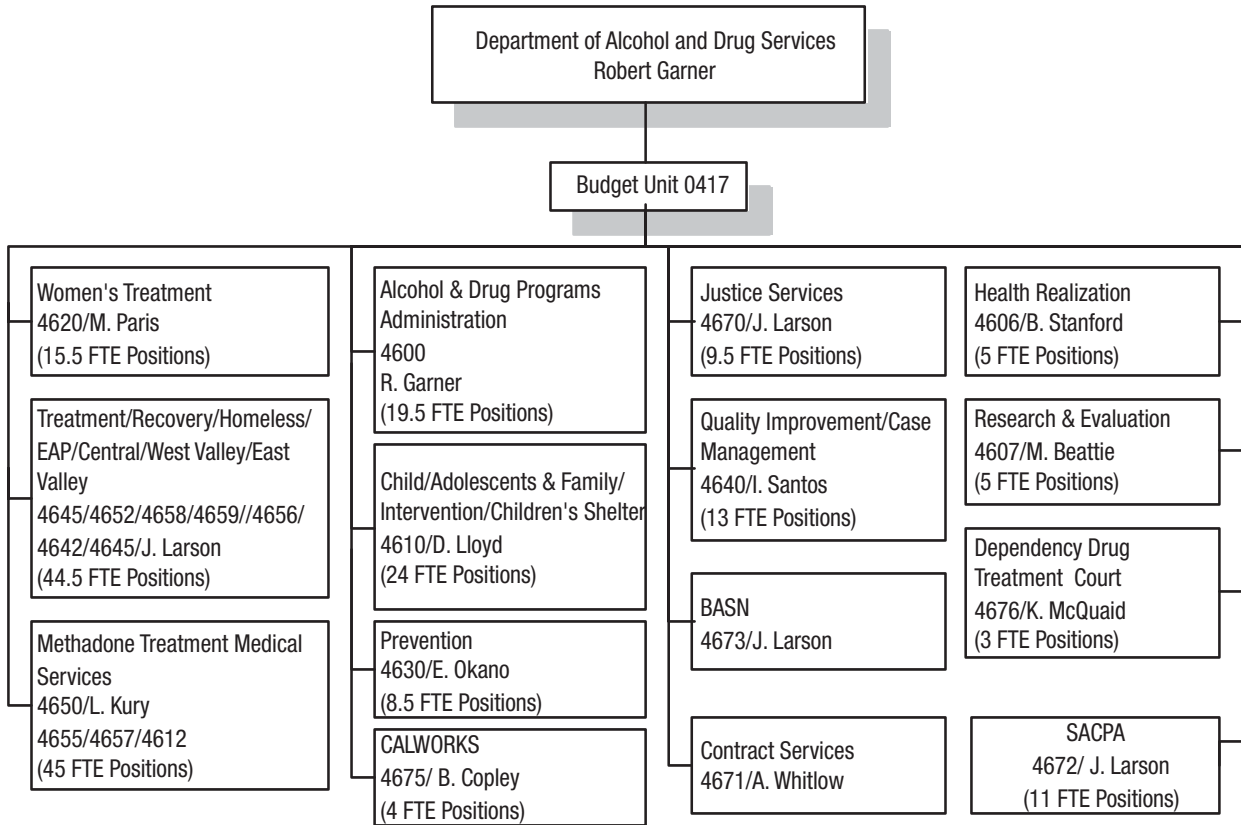 Department of Alcohol and Drug Services
Robert Garner
Budget Unit 0417
Women's Treatment
4620/M. Paris
(15.5 FTE Positions)
Treatment/Recovery/Homeless/
EAP/Central/West Valley/East
Valley
4645/4652/4658/4659//4656/
4642/4645/J. Larson
(44.5 FTE Positions)
Methadone Treatment Medical
Services
4650/L. Kury
4655/4657/4612
(45 FTE Positions)
Alcohol & Drug Programs
Administration
4600
R. Garner
(19.5 FTE Positions)
Child/Adolescents & Family/
Intervention/Children's Shelter
4610/D. Lloyd
(24 FTE Positions)
Prevention
4630/E. Okano
(8.5 FTE Positions)
CALWORKS
4675/ B. Copley
(4 FTE Positions)
Justice Services
4670/J. Larson
(9.5 FTE Positions)
Quality Improvement/Case
Management
4640/I. Santos
(13 FTE Positions)
BASN
4673/J. Larson
Contract Services
4671/A. Whitlow
Health Realization
4606/B. Stanford
(5 FTE Positions)
Research & Evaluation
4607/M. Beattie
(5 FTE Positions)
Dependency Drug
Treatment Court
4676/K. McQuaid
(3 FTE Positions)
SACPA
4672/ J. Larson
(11 FTE Positions)